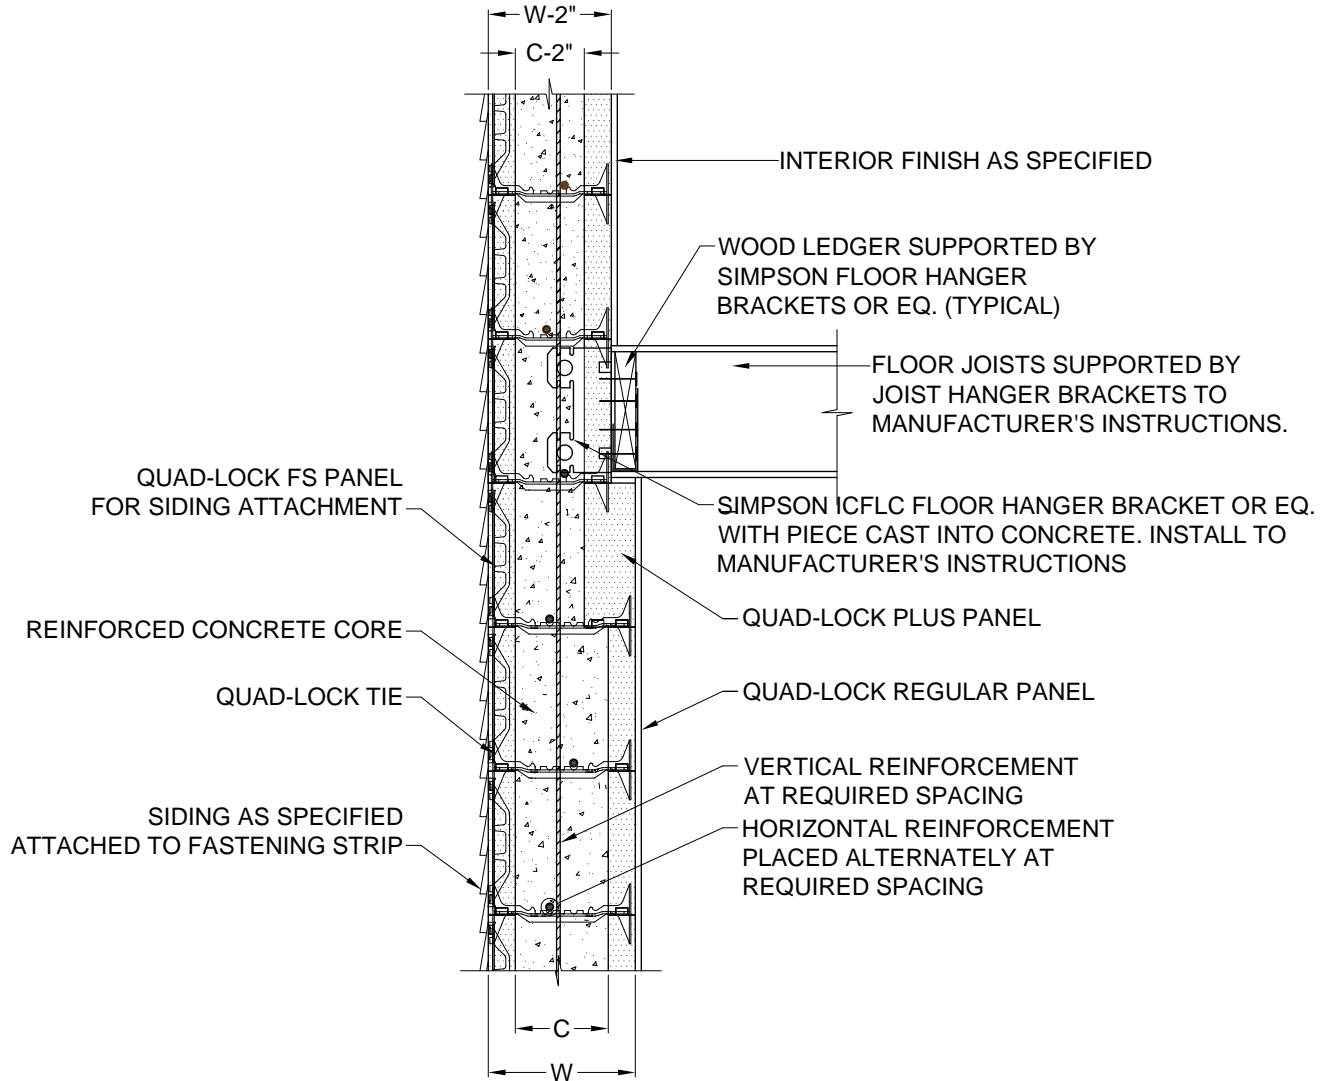 W-2"
C-2"
INTERIOR FINISH AS SPECIFIED
WOOD LEDGER SUPPORTED BY
SIMPSON FLOOR HANGER
BRACKETS OR EQ. (TYPICAL)
FLOOR JOISTS SUPPORTED BY
JOIST HANGER BRACKETS TO
MANUFACTURER'S INSTRUCTIONS.
QUAD-LOCK FS PANEL
FOR SIDING ATTACHMENT
SIMPSON ICFLC FLOOR HANGER BRACKET OR EQ.
WITH PIECE CAST INTO CONCRETE. INSTALL TO
MANUFACTURER'S INSTRUCTIONS
QUAD-LOCK PLUS PANEL
REINFORCED CONCRETE CORE
QUAD-LOCK TIE
QUAD-LOCK REGULAR PANEL
VERTICAL REINFORCEMENT
AT REQUIRED SPACING
SIDING AS SPECIFIED
ATTACHED TO FASTENING STRIP
HORIZONTAL REINFORCEMENT
PLACED ALTERNATELY AT
REQUIRED SPACING
C
W